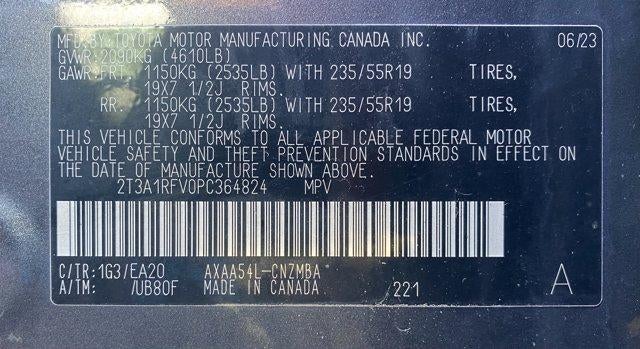 MFD.BY:TOYOTA MOTOR MANUFACTURING CANADA INC. 06/23
GVWR:2090KG (4610LB)
GAWR:FRT. 1150KG (2535LB) WITH 235/55R19 TIRES,
19X7 1/2J RIMS.
RR. 1150KG (2535LB) WITH 235/55R19 TIRES,
19X7 1/2J RIMS.
THIS VEHICLE CONFORMS TO ALL APPLICABLE FEDERAL MOTOR
VEHICLE SAFETY AND THEFT PREVENTION STANDARDS IN EFFECT ON
THE DATE OF MANUFACTURE SHOWN ABOVE.
2T3A1RFV0PC364824 MPV
C/TR:1G3/EA20 AXAA54L-CNZMBA A
A/TM: /UB80F MADE IN CANADA 221